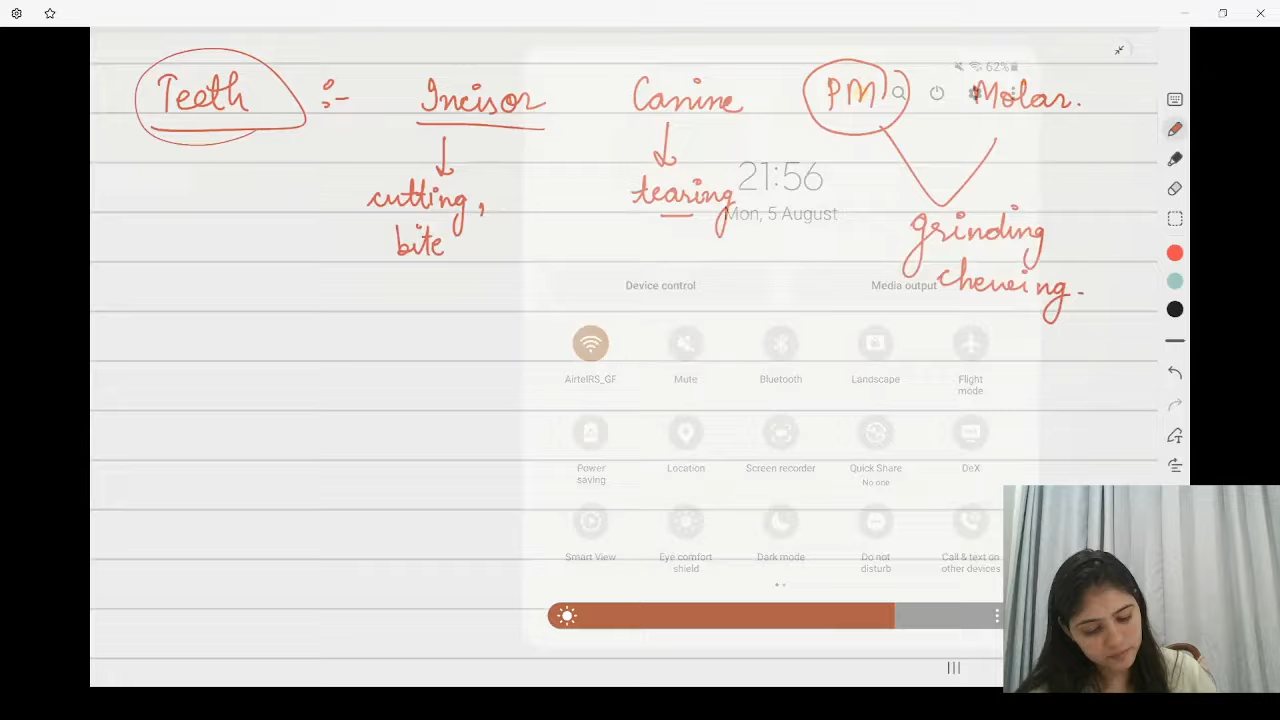 Teeth :- Incisor Canine PM Molar.
62%
cutting, tearing
bite
21:56
Mon, 5 August
grinding
chewing.
Device control Media output
AirtelRS_GF Mute Bluetooth Landscape Flight mode
Power saving Location Screen recorder Quick Share DeX
No one
Smart View Eye comfort shield Dark mode Do not disturb Call & text on other devices